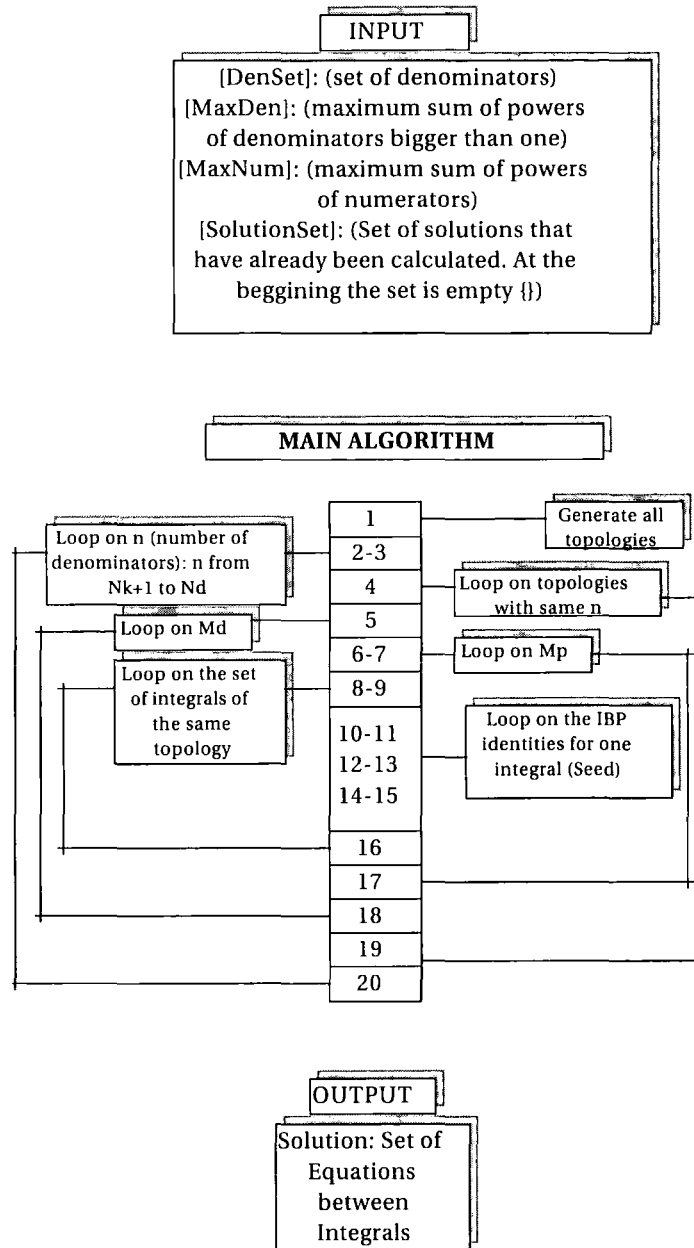 INPUT
[DenSet]: (set of denominators)
[MaxDen]: (maximum sum of powers
of denominators bigger than one)
[MaxNum]: (maximum sum of powers
of numerators)
[SolutionSet]: (Set of solutions that
have already been calculated. At the
beggining the set is empty {})
MAIN ALGORITHM
1
Generate all
topologies
Loop on n (number of
denominators): n from
Nk+1 to Nd
2-3
4
Loop on topologies
with same n
Loop on Md
5
6-7
Loop on Mp
Loop on the set
of integrals of
the same
topology
8-9
10-11
12-13
14-15
Loop on the IBP
identities for one
integral (Seed)
16
17
18
19
20
OUTPUT
Solution: Set of
Equations
between
Integrals